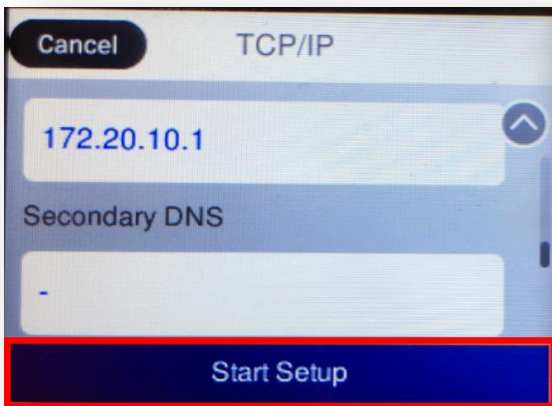 Cancel
TCP/IP
172.20.10.1
Secondary DNS
-
Start Setup